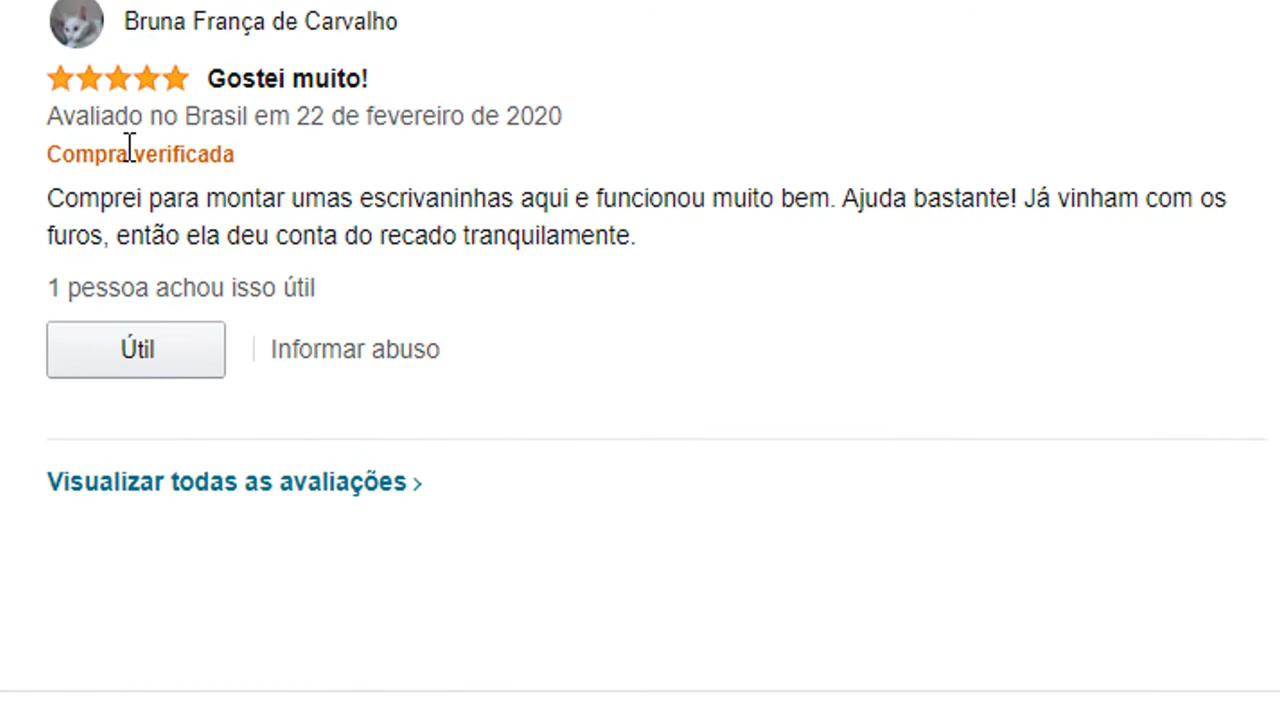 Bruna França de Carvalho
Gostei muito!
Avaliado no Brasil em 22 de fevereiro de 2020
Compra verificada
Comprei para montar umas escrivaninhas aqui e funcionou muito bem. Ajuda bastante! Já vinham com os
furos, então ela deu conta do recado tranquilamente.
1 pessoa achou isso útil
Útil
Informar abuso
Visualizar todas as avaliações ›